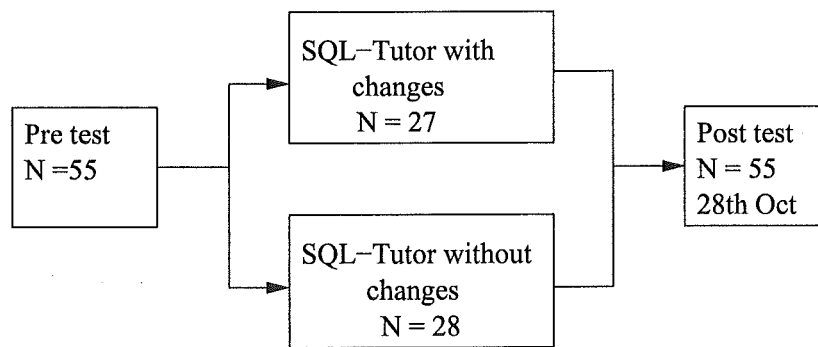 SQL−Tutor with
changes
N = 27
Pre test
N =55
Post test
N = 55
28th Oct
SQL−Tutor without
changes
N = 28